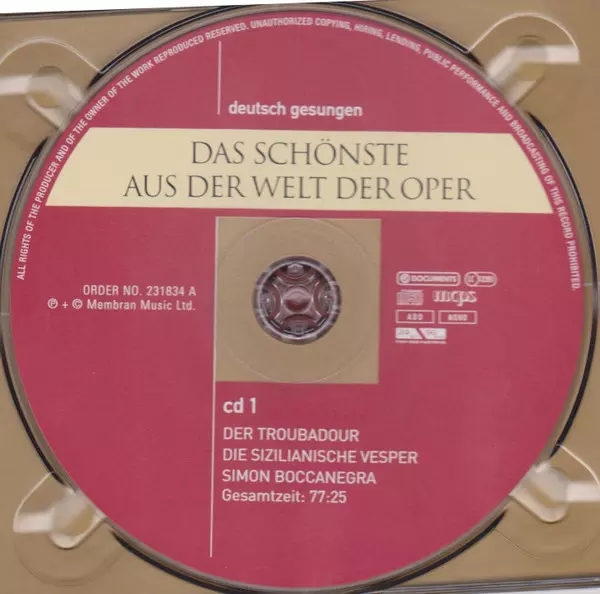 ALL RIGHTS OF THE PRODUCER AND OF THE OWNER OF THE WORK REPRODUCED RESERVED. UNAUTHORIZED COPYING, HIRING, LENDING, PUBLIC PERFORMANCE AND BROADCASTING OF THIS RECORD PROHIBITED.
deutsch gesungen
DAS SCHÖNSTE
AUS DER WELT DER OPER
ORDER NO. 231834 A
℗ + © Membran Music Ltd.
DOCUMENTS
mcps
ADD MONO
cd 1
DER TROUBADOUR
DIE SIZILIANISCHE VESPER
SIMON BOCCANEGRA
Gesamtzeit: 77:25